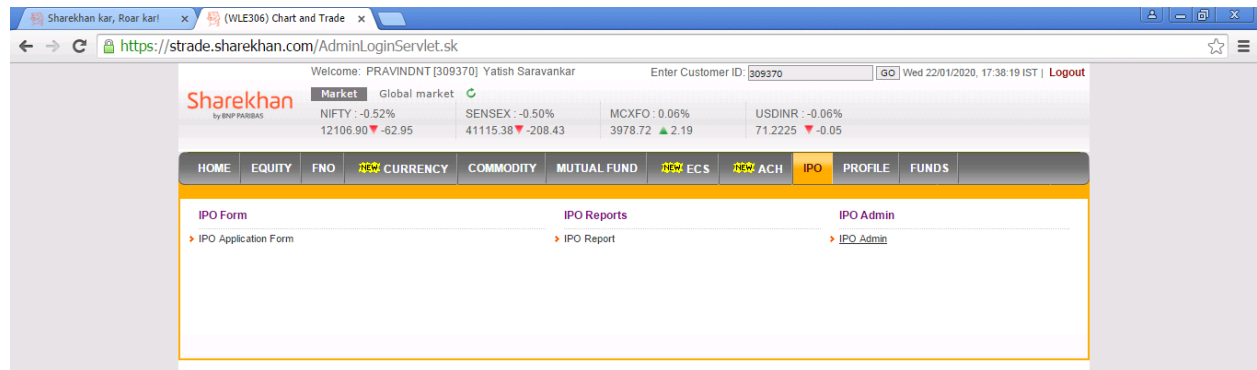 Sharekhan kar, Roar kar! x (WLE306) Chart and Trade x
https://strade.sharekhan.com/AdminLoginServlet.sk
Welcome: PRAVINDNT [309370] Yatish Saravankar Enter Customer ID: 309370 GO Wed 22/01/2020, 17:38:19 IST | Logout
Sharekhan
by BNP PARIBAS
Market Global market
NIFTY : -0.52% SENSEX : -0.50% MCXFO : 0.06% USDINR : -0.06%
12106.90▼ -62.95 41115.38▼ -208.43 3978.72 ▲ 2.19 71.2225 ▼ -0.05
HOME EQUITY FNO NEW! CURRENCY COMMODITY MUTUAL FUND NEW! ECS NEW! ACH IPO PROFILE FUNDS
IPO Form IPO Reports IPO Admin
IPO Application Form IPO Report IPO Admin